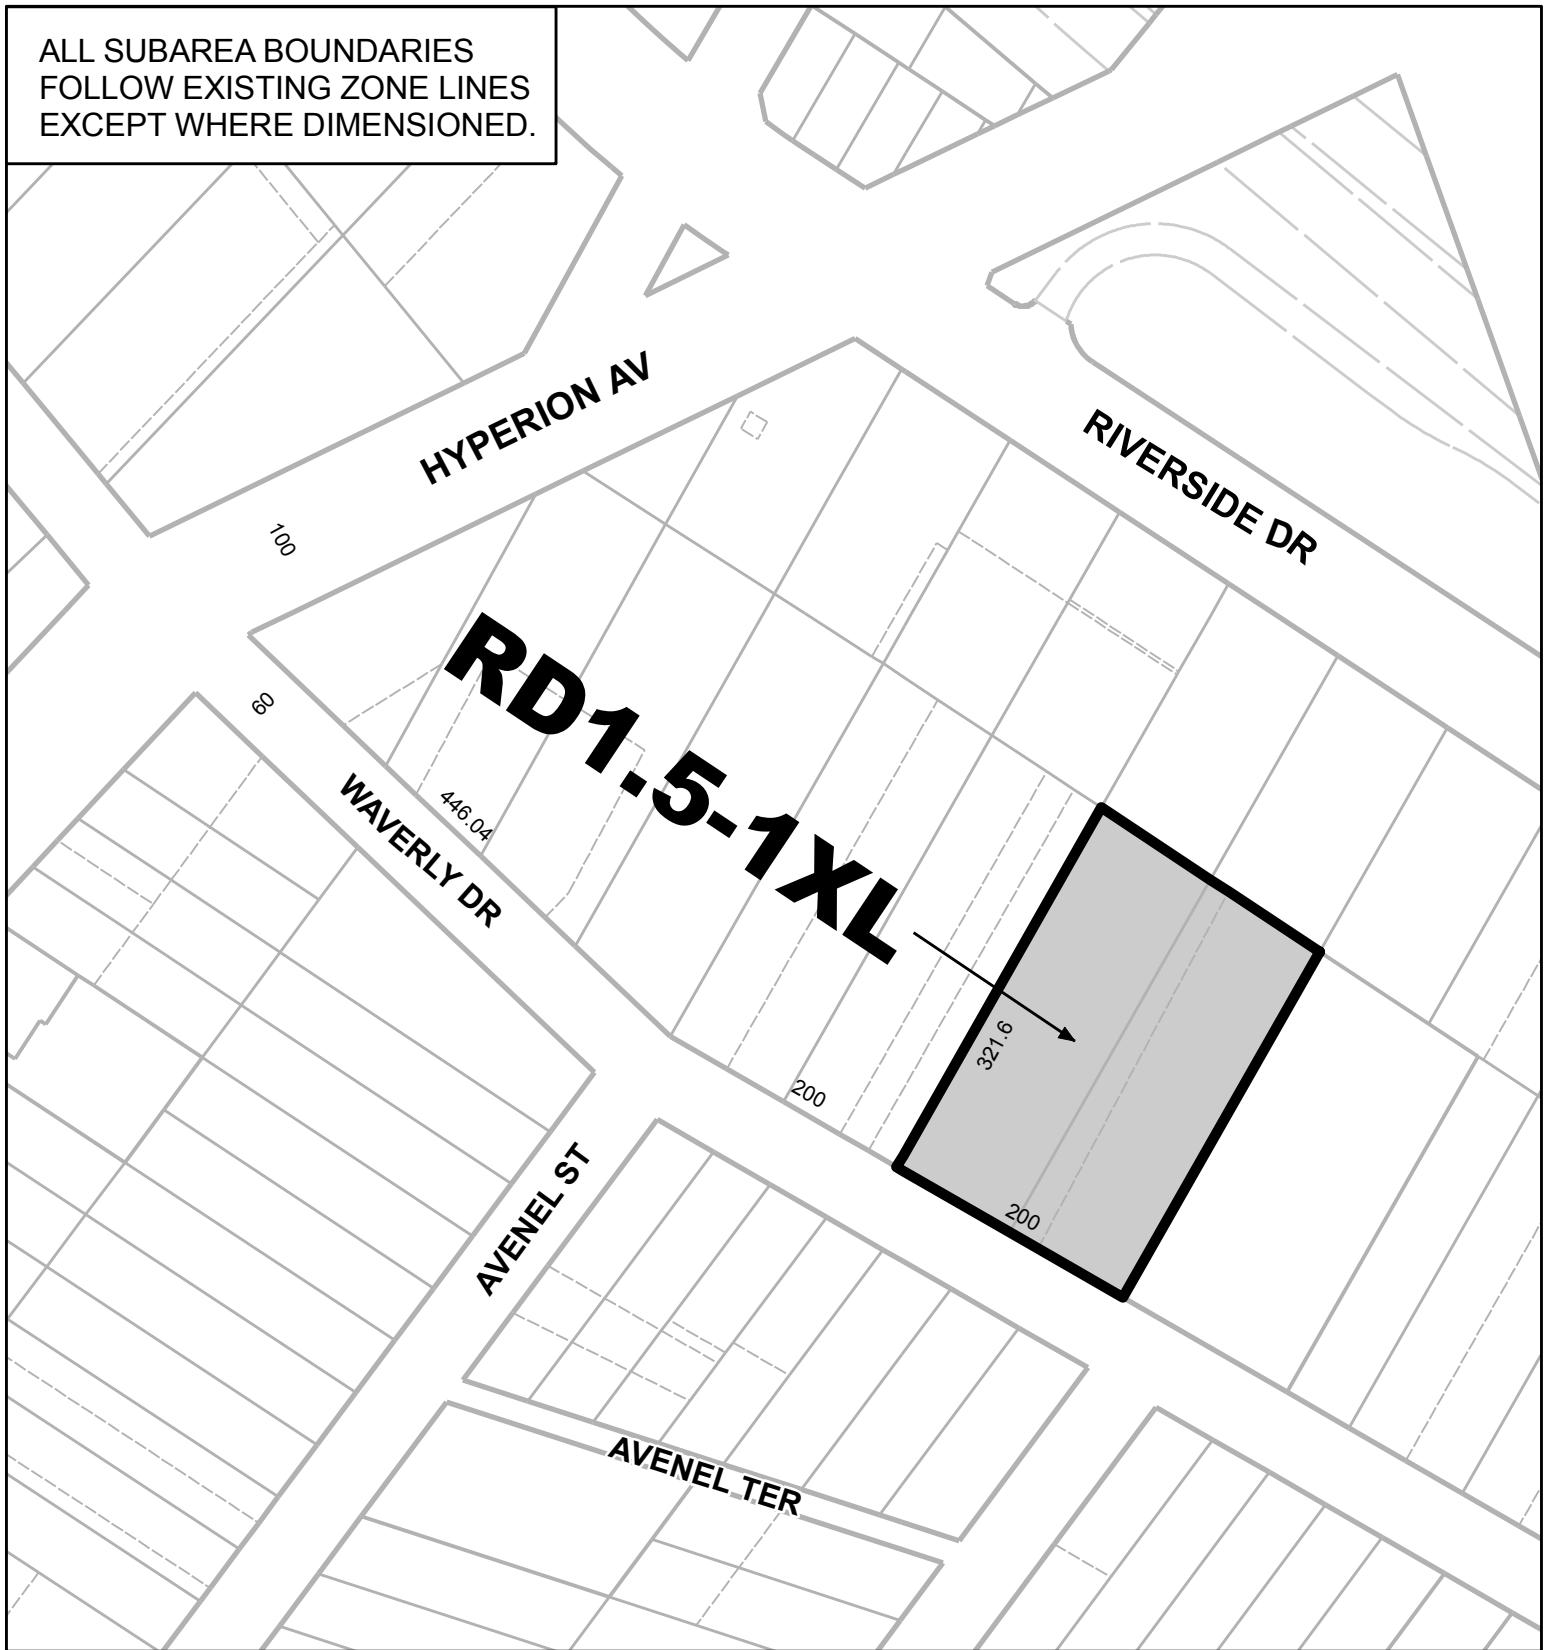 ALL SUBAREA BOUNDARIES
FOLLOW EXISTING ZONE LINES
EXCEPT WHERE DIMENSIONED.
HYPERION AV
RIVERSIDE DR
100
60
RD1.5-1XL
446.04
WAVERLY DR
321.6
200
200
AVENEL ST
AVENEL TER